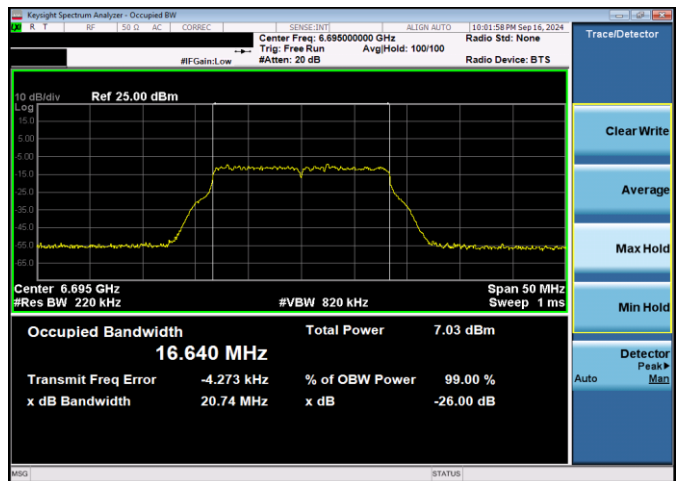 Keysight Spectrum Analyzer - Occupied BW
R T RF 50 Ω AC CORREC SENSE:INT ALIGN AUTO 10:01:58 PM Sep 16, 2024
Center Freq: 6.695000000 GHz Radio Std: None
Trig: Free Run Avg|Hold: 100/100
#IFGain:Low #Atten: 20 dB Radio Device: BTS
Trace/Detector
10 dB/div Ref 25.00 dBm
Log
15.0
5.00
-5.00
-15.0
-25.0
-35.0
-45.0
-55.0
-65.0
Center 6.695 GHz Span 50 MHz
#Res BW 220 kHz #VBW 820 kHz Sweep 1 ms
Occupied Bandwidth Total Power 7.03 dBm
16.640 MHz
Transmit Freq Error -4.273 kHz % of OBW Power 99.00 %
x dB Bandwidth 20.74 MHz x dB -26.00 dB
Clear Write
Average
Max Hold
Min Hold
Detector
Peak▶
Auto Man
MSG STATUS